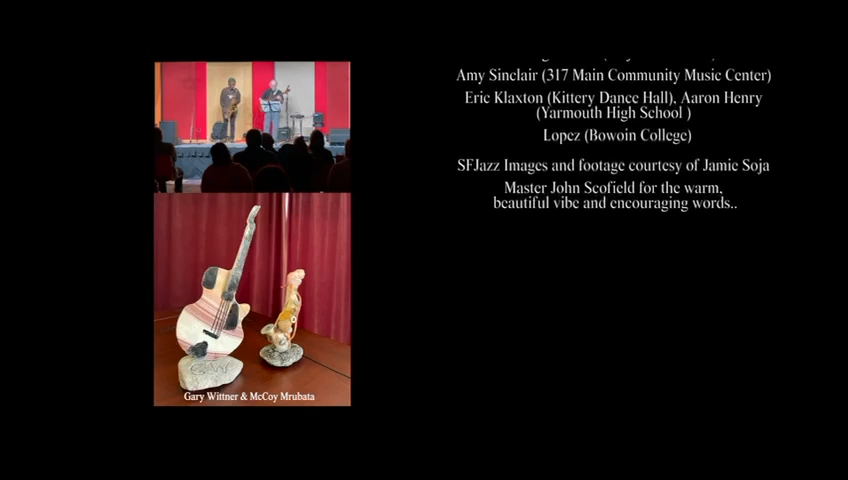 Amy Sinclair (317 Main Community Music Center)
Eric Klaxton (Kittery Dance Hall), Aaron Henry
(Yarmouth High School )
Lopez (Bowoin College)
SFJazz Images and footage courtesy of Jamie Soja
Master John Scofield for the warm,
beautiful vibe and encouraging words..
Gary Wittner & McCoy Mrubata